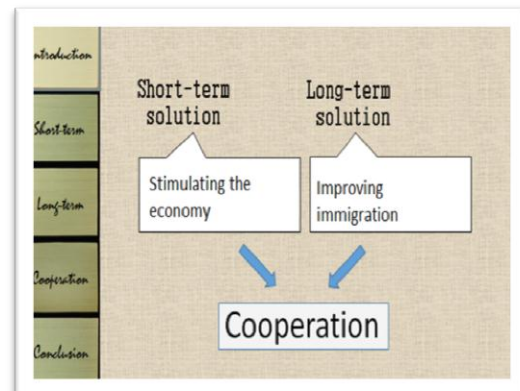 ntroduction
Short-term
Long-term
Cooperation
Conclusion
Short-term
solution
Long-term
solution
Stimulating the
economy
Improving
immigration
Cooperation